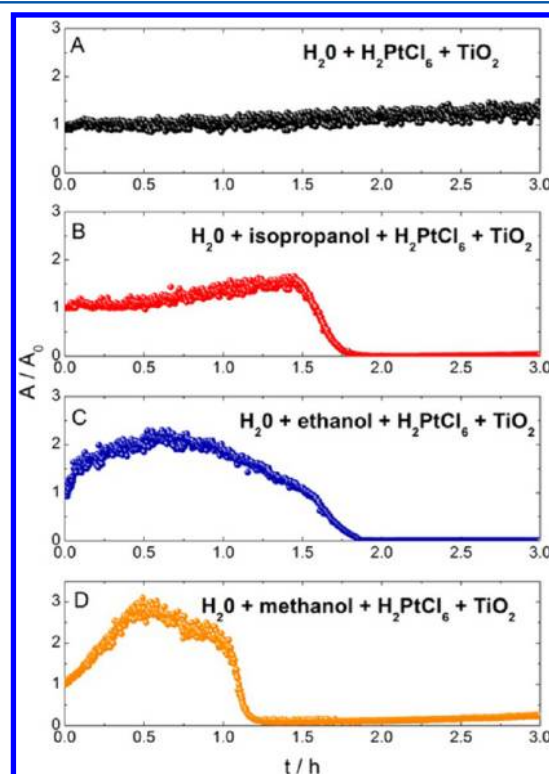 A
H₂0 + H₂PtCl₆ + TiO₂
3
2
1
0
0.0 0.5 1.0 1.5 2.0 2.5 3.0
B
H₂0 + isopropanol + H₂PtCl₆ + TiO₂
3
2
1
0
0.0 0.5 1.0 1.5 2.0 2.5 3.0
A / A₀
C
H₂0 + ethanol + H₂PtCl₆ + TiO₂
3
2
1
0
0.0 0.5 1.0 1.5 2.0 2.5 3.0
D
H₂0 + methanol + H₂PtCl₆ + TiO₂
3
2
1
0
0.0 0.5 1.0 1.5 2.0 2.5 3.0
t / h